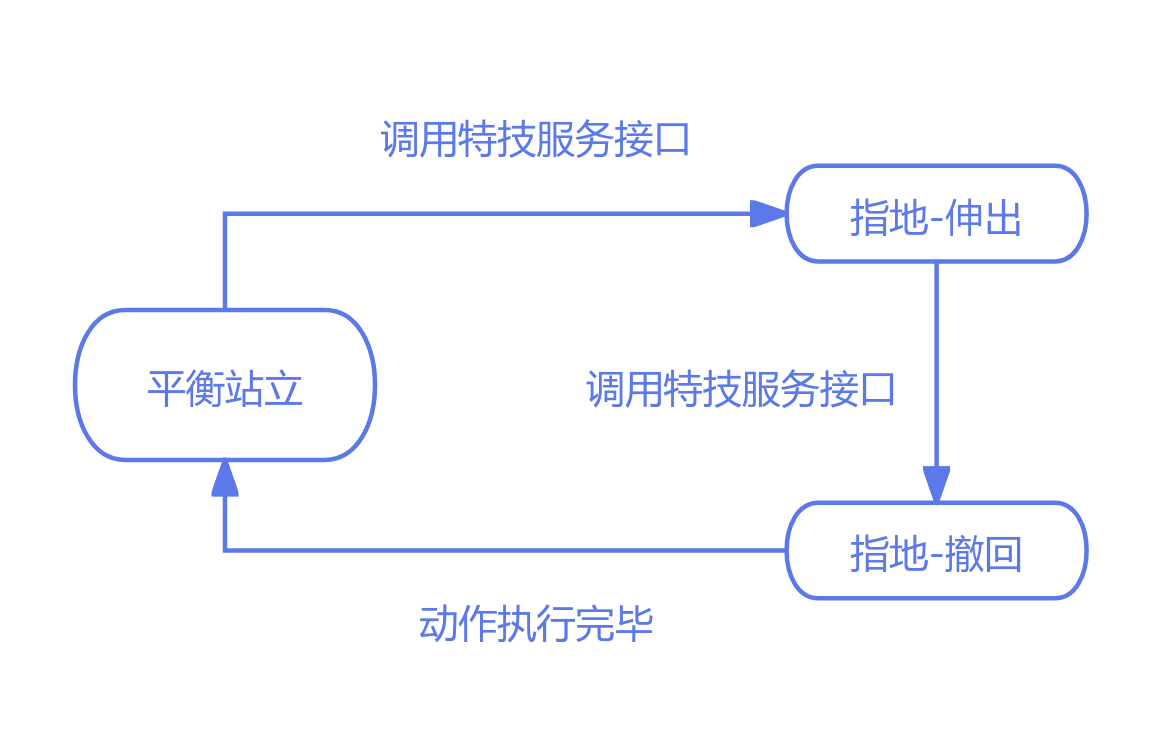 调用特技服务接口
指地-伸出
平衡站立
调用特技服务接口
指地-撤回
动作执行完毕